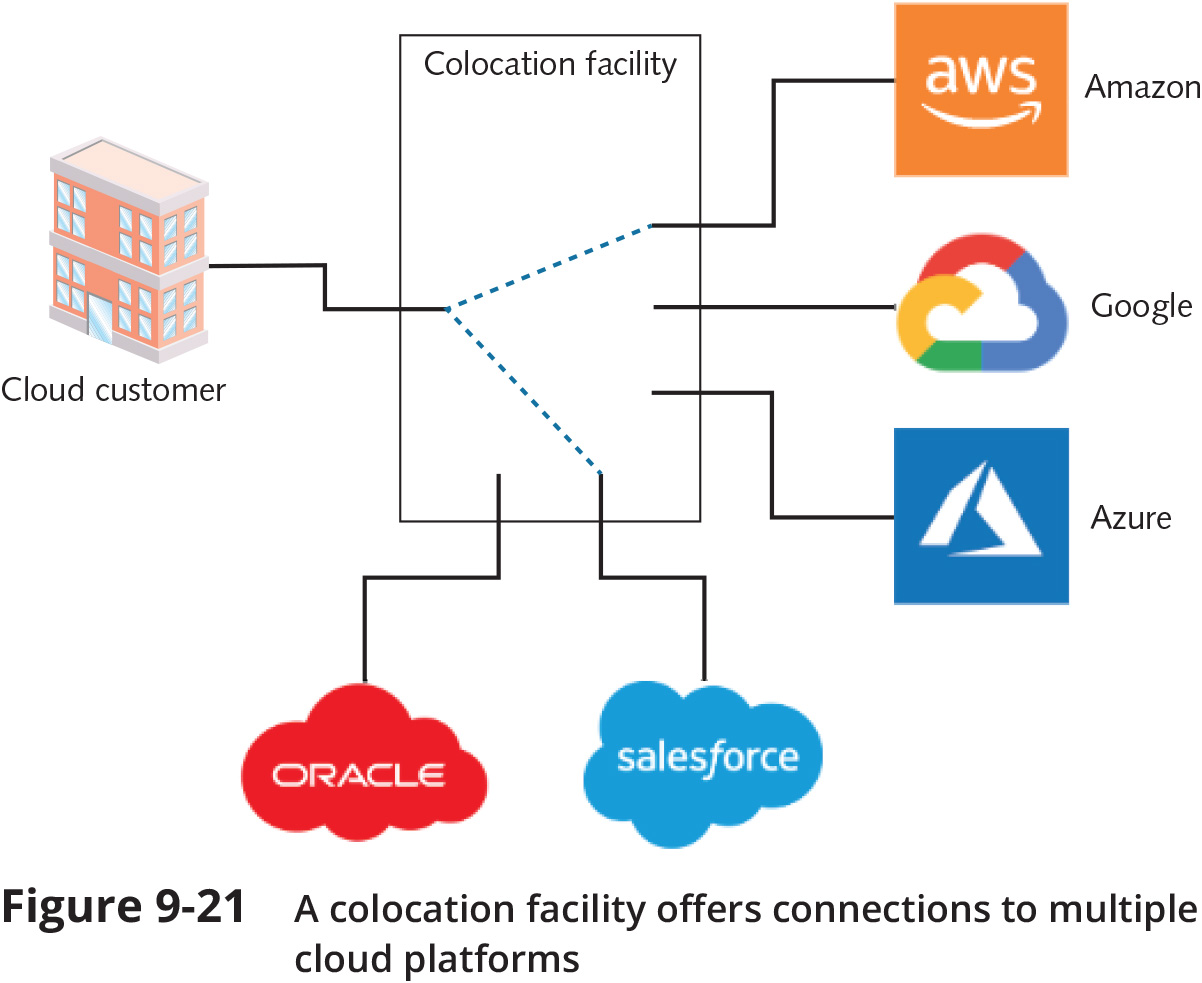 Colocation facility
aws
Amazon
Google
Cloud customer
Azure
ORACLE
salesforce
Figure 9-21 A colocation facility offers connections to multiple
cloud platforms